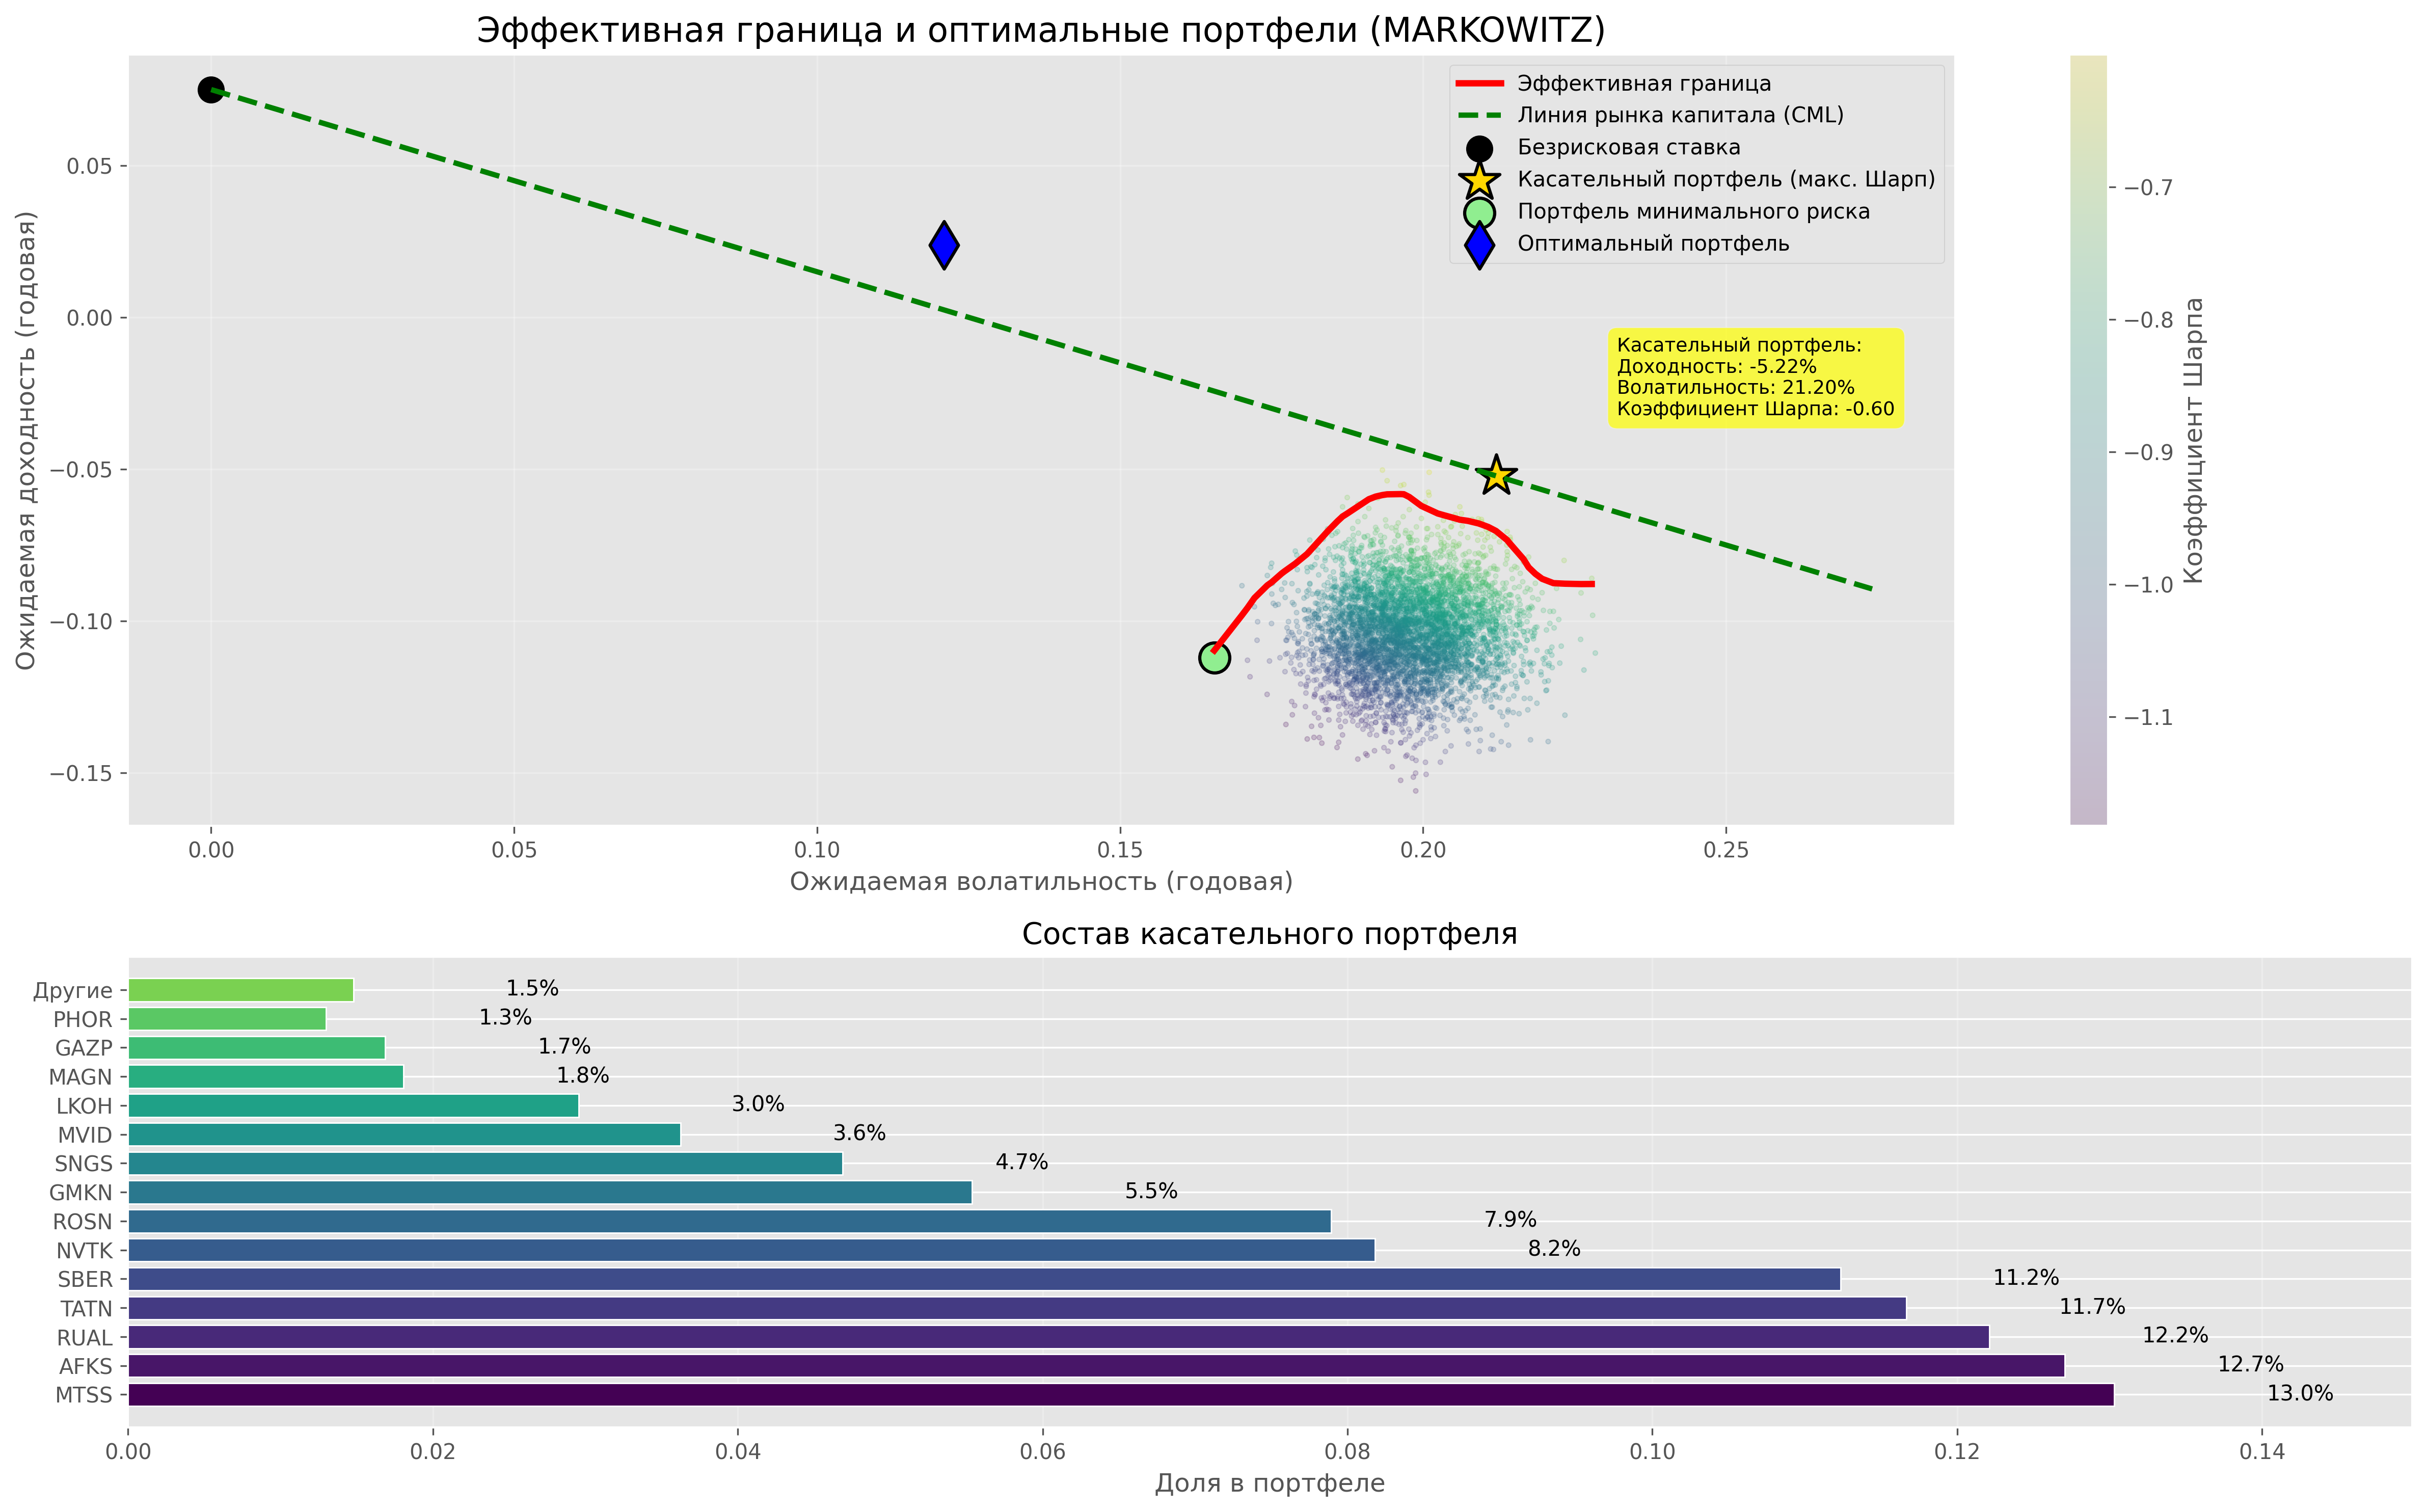 Эффективная граница и оптимальные портфели (MARKOWITZ)
Эффективная граница
Линия рынка капитала (CML)
Безрисковая ставка
Касательный портфель (макс. Шарп)
Портфель минимального риска
Оптимальный портфель
Касательный портфель:
Доходность: -5.22%
Волатильность: 21.20%
Коэффициент Шарпа: -0.60
Ожидаемая доходность (годовая)
0.05
0.00
−0.05
−0.10
−0.15
0.00
0.05
0.10
0.15
0.20
0.25
Ожидаемая волатильность (годовая)
−0.7
−0.8
−0.9
−1.0
−1.1
Коэффициент Шарпа
Состав касательного портфеля
Другие 1.5%
PHOR 1.3%
GAZP 1.7%
MAGN 1.8%
LKOH 3.0%
MVID 3.6%
SNGS 4.7%
GMKN 5.5%
ROSN 7.9%
NVTK 8.2%
SBER 11.2%
TATN 11.7%
RUAL 12.2%
AFKS 12.7%
MTSS 13.0%
0.00
0.02
0.04
0.06
0.08
0.10
0.12
0.14
Доля в портфеле